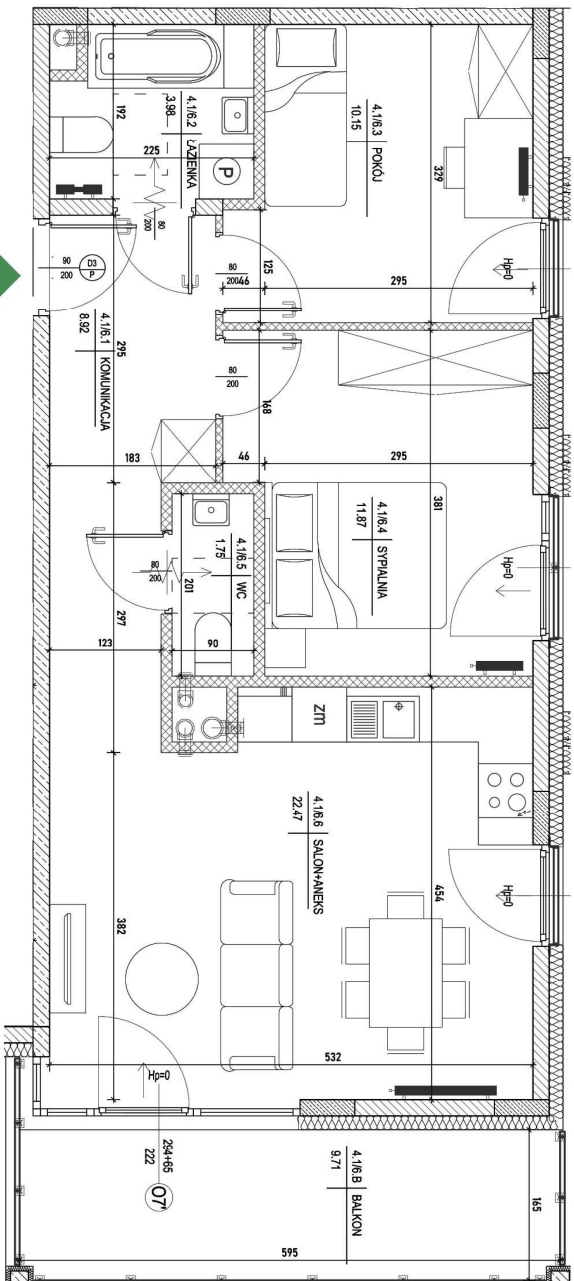 4.1/6.2 ŁAZIENKA
3.98
192
225
P
80
200
90
200
D3
P
4.1/6.1 KOMUNIKACJA
8.92
295
183
4.1/6.3 POKÓJ
10.15
329
295
Hp=0
125
46
80
200
80
200
168
46
295
4.1/6.4 SYPIALNIA
11.87
381
Hp=0
4.1/6.5 WC
1.75
201
90
80
200
297
123
zm
4.1/6.6 SALON+ANEKS
22.47
454
Hp=0
382
532
Hp=0
294+65
222
O7'
4.1/6.B BALKON
9.71
165
595